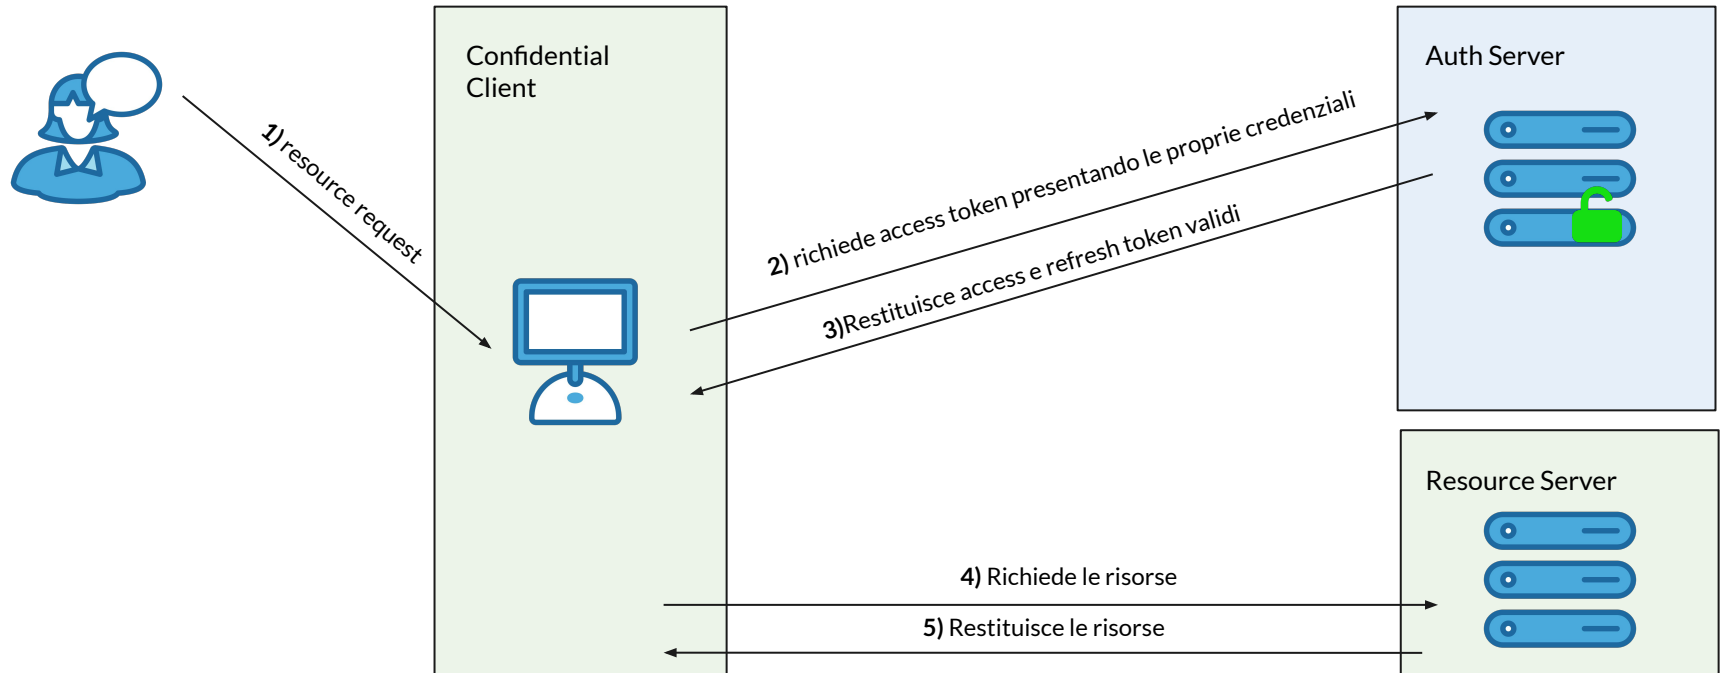 Confidential
Client
Auth Server
1) resource request
2) richiede access token presentando le proprie credenziali
3)Restituisce access e refresh token validi
Resource Server
4) Richiede le risorse
5) Restituisce le risorse